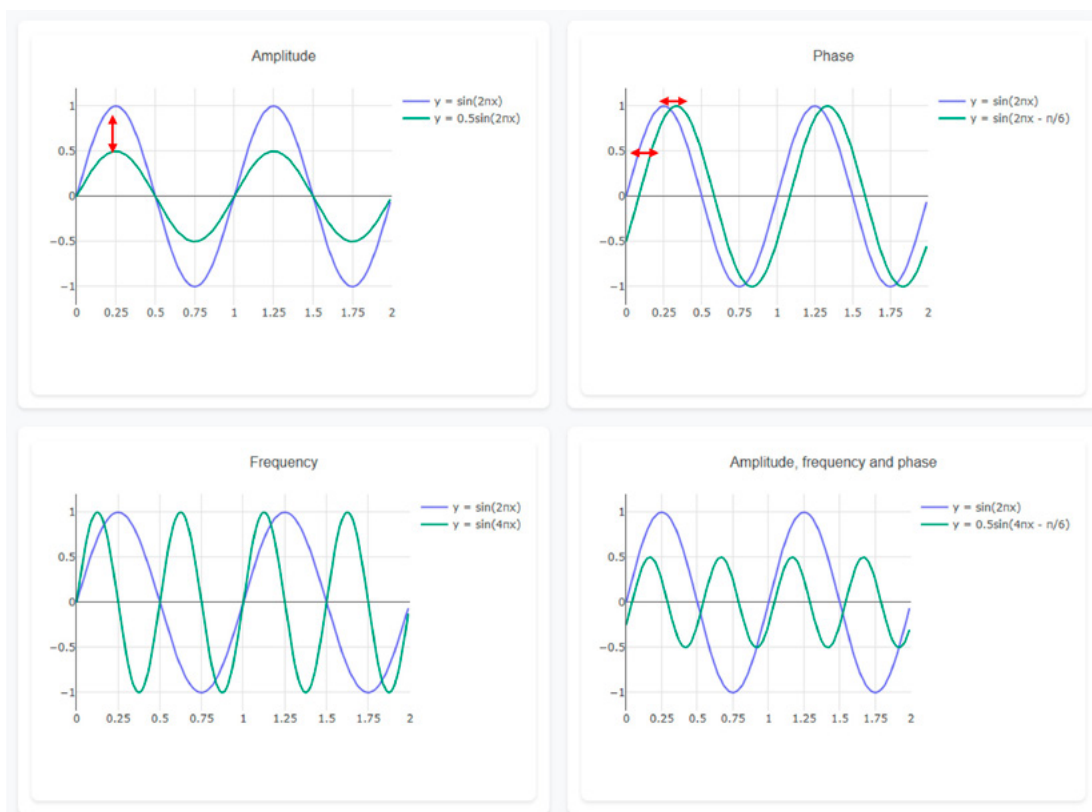 Amplitude
y = sin(2πx)
y = 0.5sin(2πx)
1
0.5
0
−0.5
−1
0 0.25 0.5 0.75 1 1.25 1.5 1.75 2
Phase
y = sin(2πx)
y = sin(2πx - π/6)
1
0.5
0
−0.5
−1
0 0.25 0.5 0.75 1 1.25 1.5 1.75 2
Frequency
y = sin(2πx)
y = sin(4πx)
1
0.5
0
−0.5
−1
0 0.25 0.5 0.75 1 1.25 1.5 1.75 2
Amplitude, frequency and phase
y = sin(2πx)
y = 0.5sin(4πx - π/6)
1
0.5
0
−0.5
−1
0 0.25 0.5 0.75 1 1.25 1.5 1.75 2